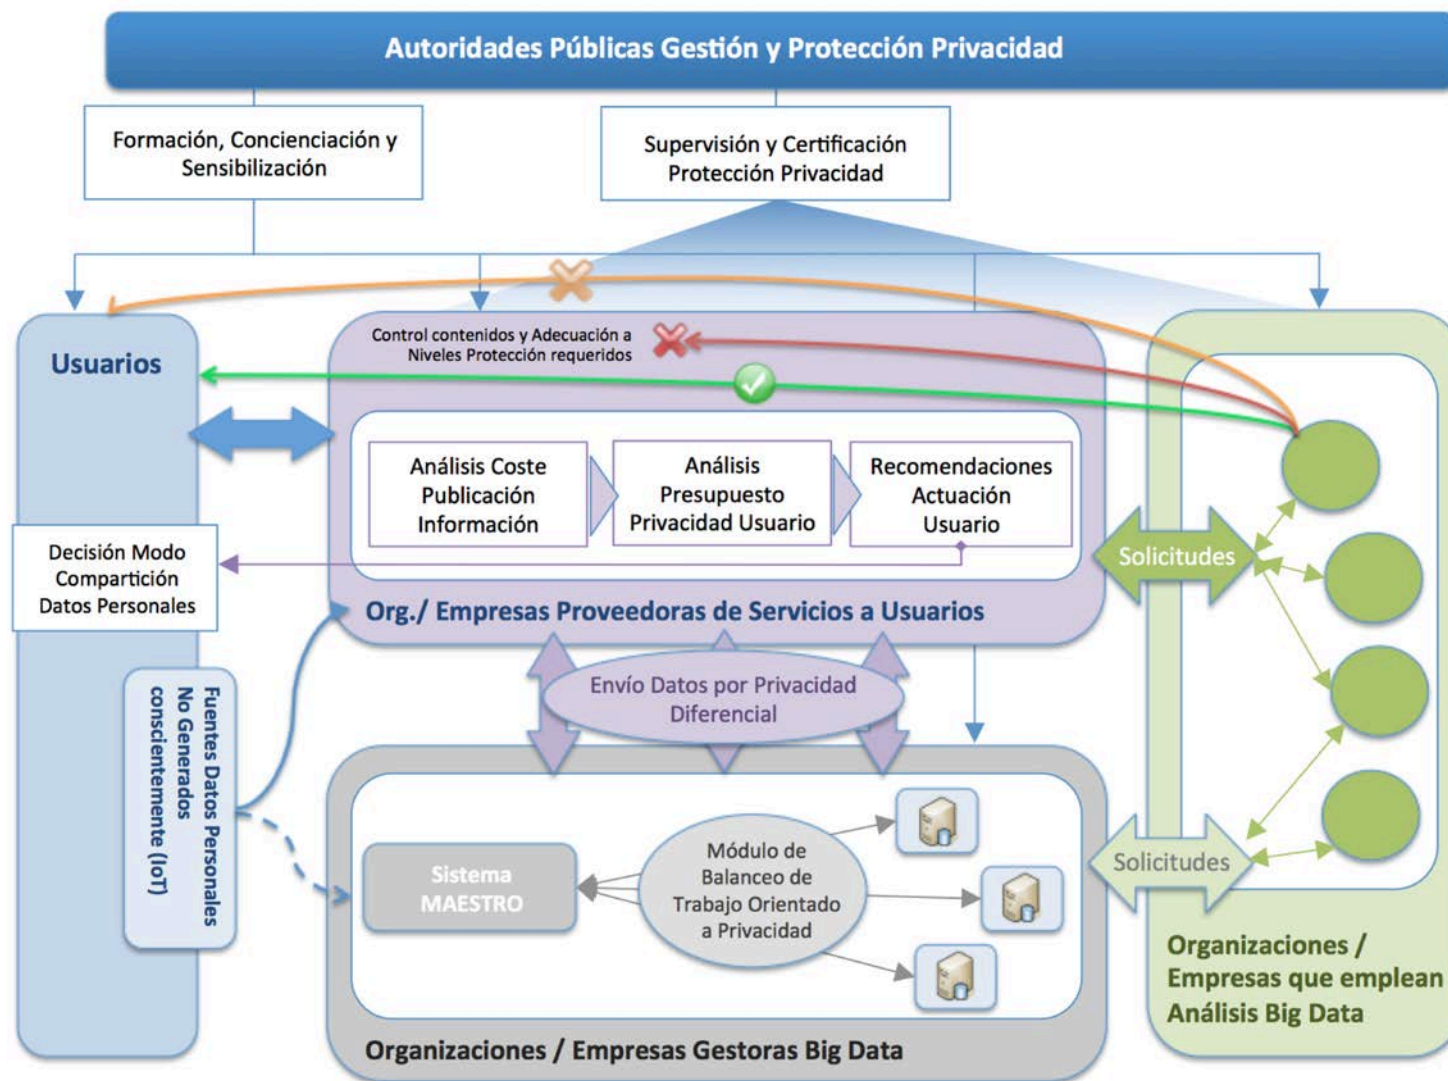 Autoridades Públicas Gestión y Protección Privacidad
Formación, Concienciación y
Sensibilización
Supervisión y Certificación
Protección Privacidad
Usuarios
Control contenidos y Adecuación a
Niveles Protección requeridos
Análisis Coste
Publicación
Información
Análisis
Presupuesto
Privacidad Usuario
Recomendaciones
Actuación
Usuario
Decisión Modo
Compartición
Datos Personales
Org./ Empresas Proveedoras de Servicios a Usuarios
Solicitudes
Fuentes Datos Personales
No Generados
conscientemente (IoT)
Envío Datos por Privacidad
Diferencial
Sistema
MAESTRO
Módulo de
Balanceo de
Trabajo Orientado
a Privacidad
Solicitudes
Organizaciones / Empresas Gestoras Big Data
Organizaciones /
Empresas que emplean
Análisis Big Data